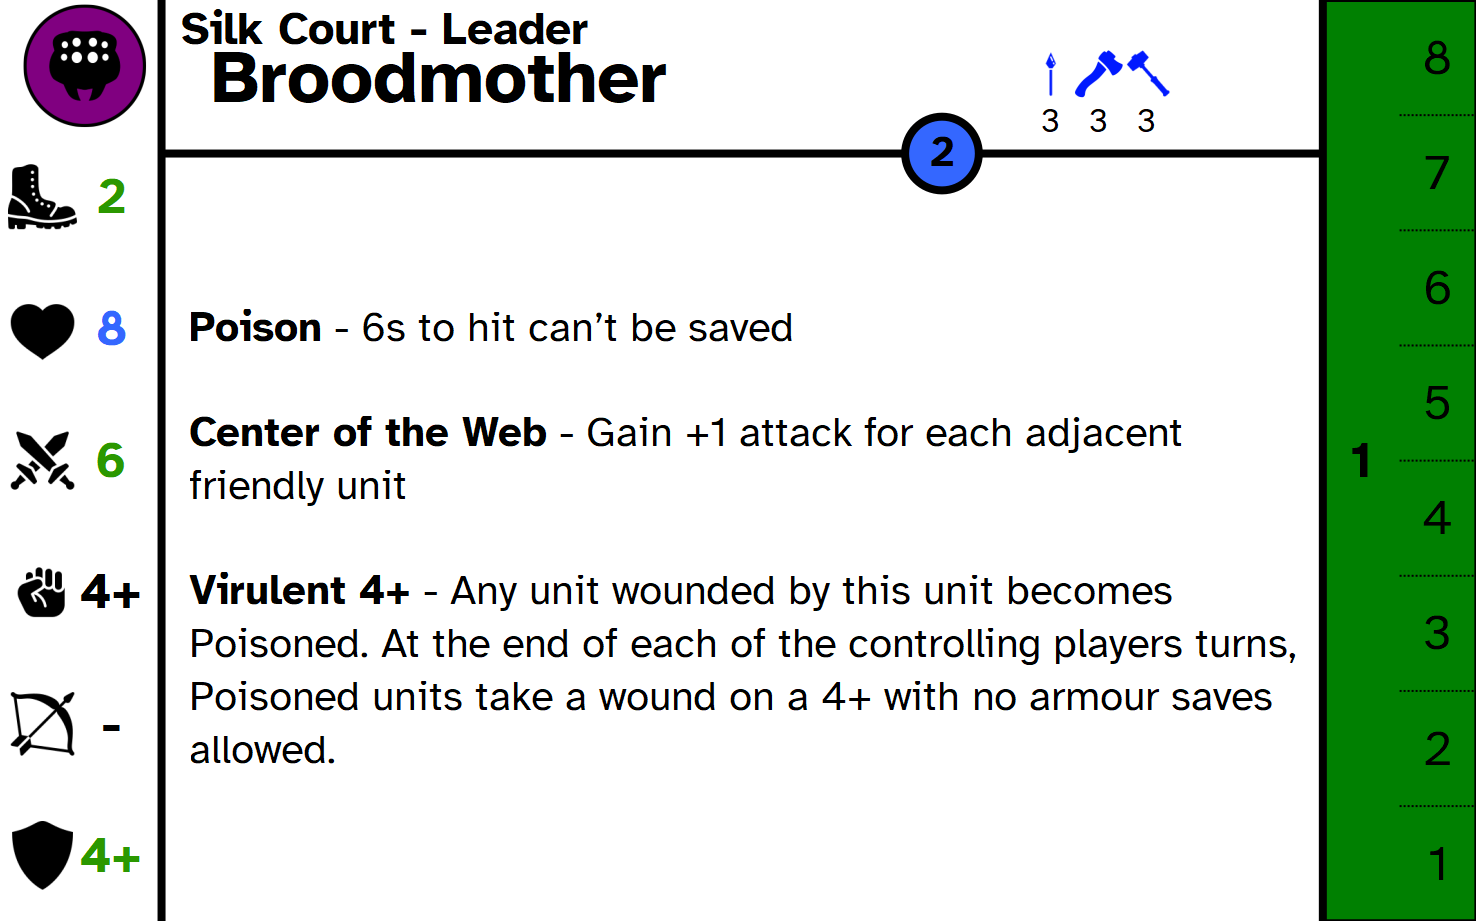 Silk Court - Leader
Broodmother
3 3 3
2
2
8
6
4+
-
4+
Poison - 6s to hit can’t be saved
Center of the Web - Gain +1 attack for each adjacent
friendly unit
Virulent 4+ - Any unit wounded by this unit becomes
Poisoned. At the end of each of the controlling players turns,
Poisoned units take a wound on a 4+ with no armour saves
allowed.
1
8
7
6
5
4
3
2
1